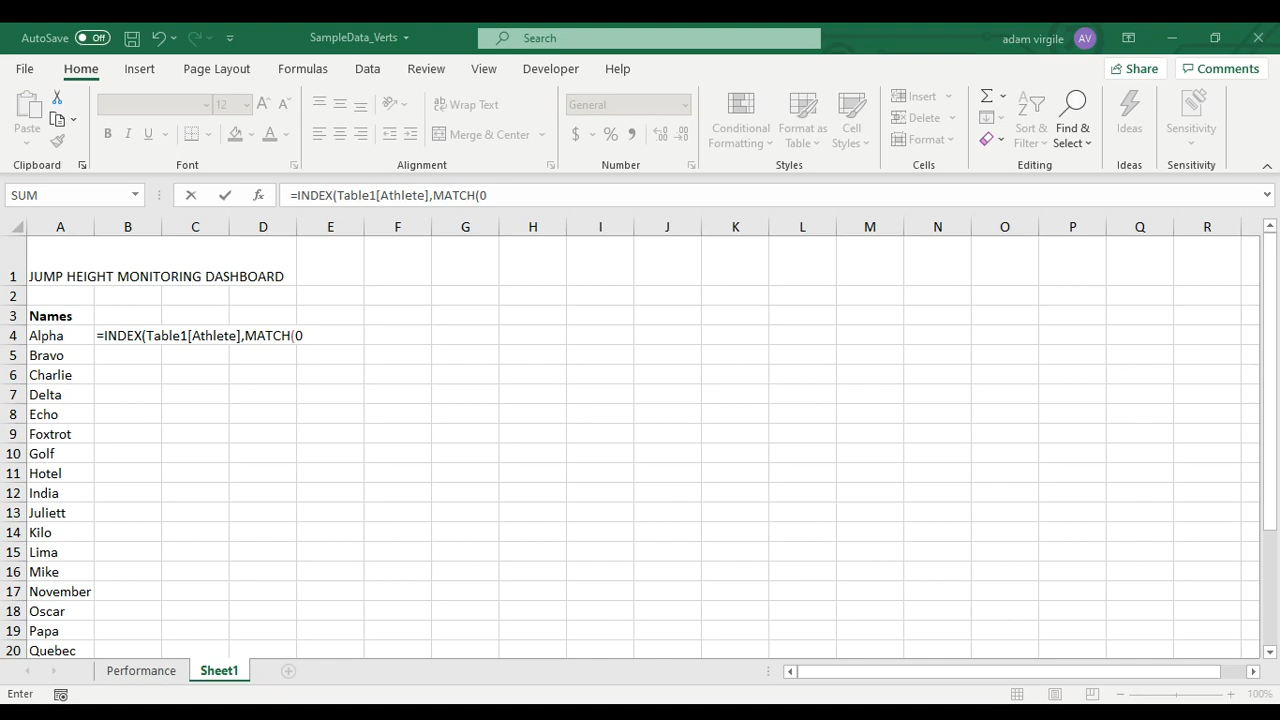 AutoSave Off SampleData_Verts Search adam virgile AV
File Home Insert Page Layout Formulas Data Review View Developer Help Share Comments
Paste 12 A A Wrap Text General Conditional Format as Cell Insert Sort & Find & Ideas Sensitivity
B I U A Merge & Center $ % , Formatting Table Styles Delete Filter Select
Format
Clipboard Font Alignment Number Styles Cells Editing Ideas Sensitivity
SUM fx =INDEX(Table1[Athlete],MATCH(0
A B C D E F G H I J K L M N O P Q R
1 JUMP HEIGHT MONITORING DASHBOARD
2
3 Names
4 Alpha =INDEX(Table1[Athlete],MATCH(0
5 Bravo
6 Charlie
7 Delta
8 Echo
9 Foxtrot
10 Golf
11 Hotel
12 India
13 Juliett
14 Kilo
15 Lima
16 Mike
17 November
18 Oscar
19 Papa
20 Quebec
Performance Sheet1
Enter 100%